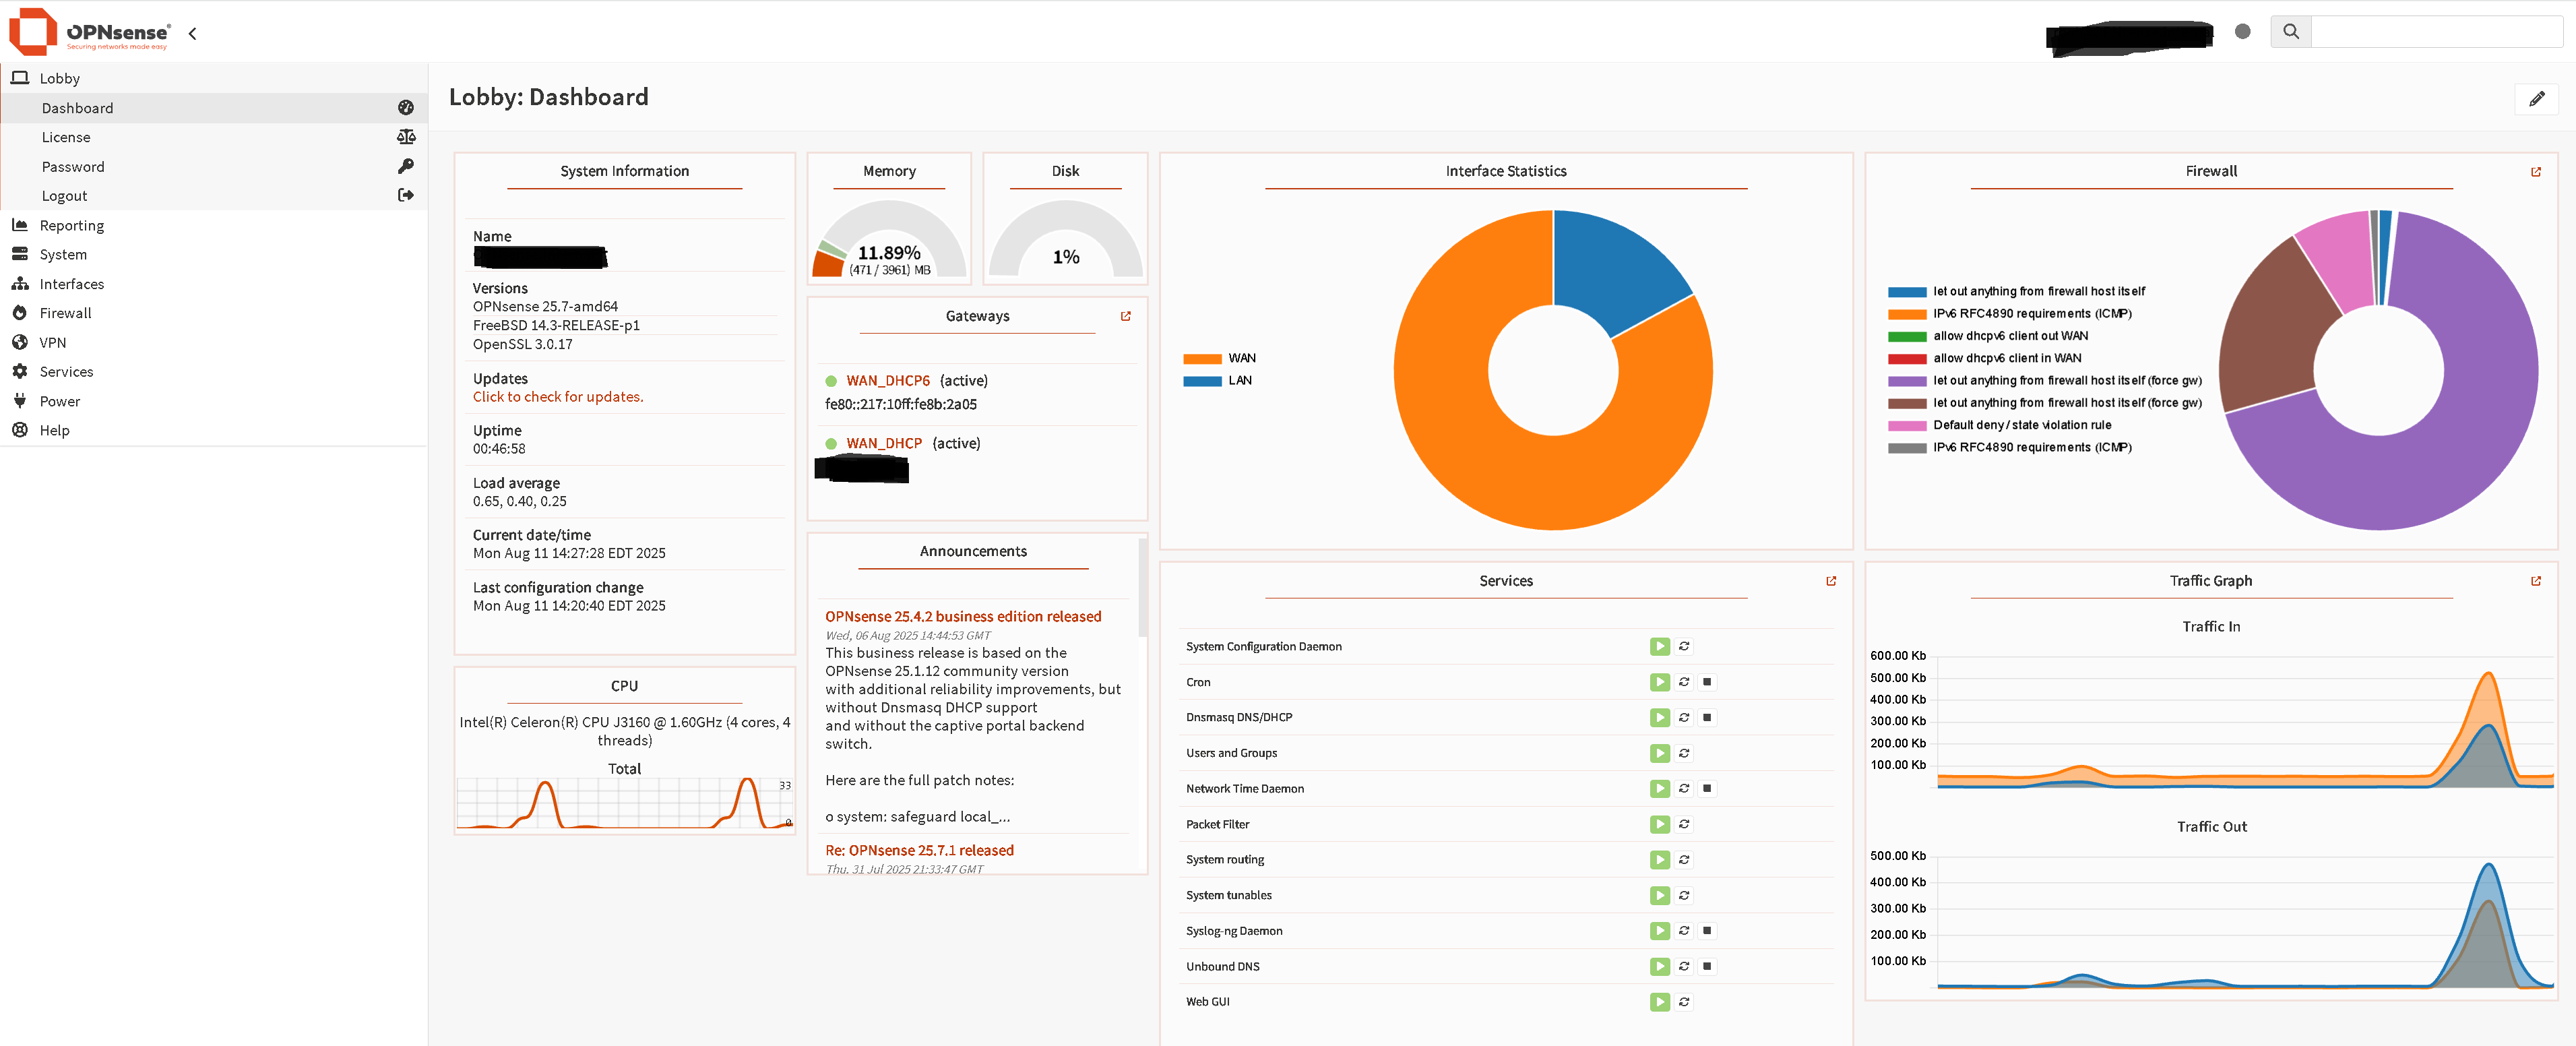 OPNsense®
Securing networks made easy
Lobby
Dashboard
License
Password
Logout
Reporting
System
Interfaces
Firewall
VPN
Services
Power
Help
Lobby: Dashboard
System Information
Name
Versions
OPNsense 25.7-amd64
FreeBSD 14.3-RELEASE-p1
OpenSSL 3.0.17
Updates
Click to check for updates.
Uptime
00:46:58
Load average
0.65, 0.40, 0.25
Current date/time
Mon Aug 11 14:27:28 EDT 2025
Last configuration change
Mon Aug 11 14:20:40 EDT 2025
CPU
Intel(R) Celeron(R) CPU J3160 @ 1.60GHz (4 cores, 4
threads)
Total
33
0
Memory
11.89%
(471 / 3961) MB
Disk
1%
Gateways
WAN_DHCP6 (active)
fe80::217:10ff:fe8b:2a05
WAN_DHCP (active)
Announcements
OPNsense 25.4.2 business edition released
Wed, 06 Aug 2025 14:44:53 GMT
This business release is based on the
OPNsense 25.1.12 community version
with additional reliability improvements, but
without Dnsmasq DHCP support
and without the captive portal backend
switch.
Here are the full patch notes:
o system: safeguard local_...
Re: OPNsense 25.7.1 released
Thu, 31 Jul 2025 21:33:47 GMT
Interface Statistics
WAN
LAN
Services
System Configuration Daemon
Cron
Dnsmasq DNS/DHCP
Users and Groups
Network Time Daemon
Packet Filter
System routing
System tunables
Syslog-ng Daemon
Unbound DNS
Web GUI
Firewall
let out anything from firewall host itself
IPv6 RFC4890 requirements (ICMP)
allow dhcpv6 client out WAN
allow dhcpv6 client in WAN
let out anything from firewall host itself (force gw)
let out anything from firewall host itself (force gw)
Default deny / state violation rule
IPv6 RFC4890 requirements (ICMP)
Traffic Graph
Traffic In
600.00 Kb
500.00 Kb
400.00 Kb
300.00 Kb
200.00 Kb
100.00 Kb
Traffic Out
500.00 Kb
400.00 Kb
300.00 Kb
200.00 Kb
100.00 Kb